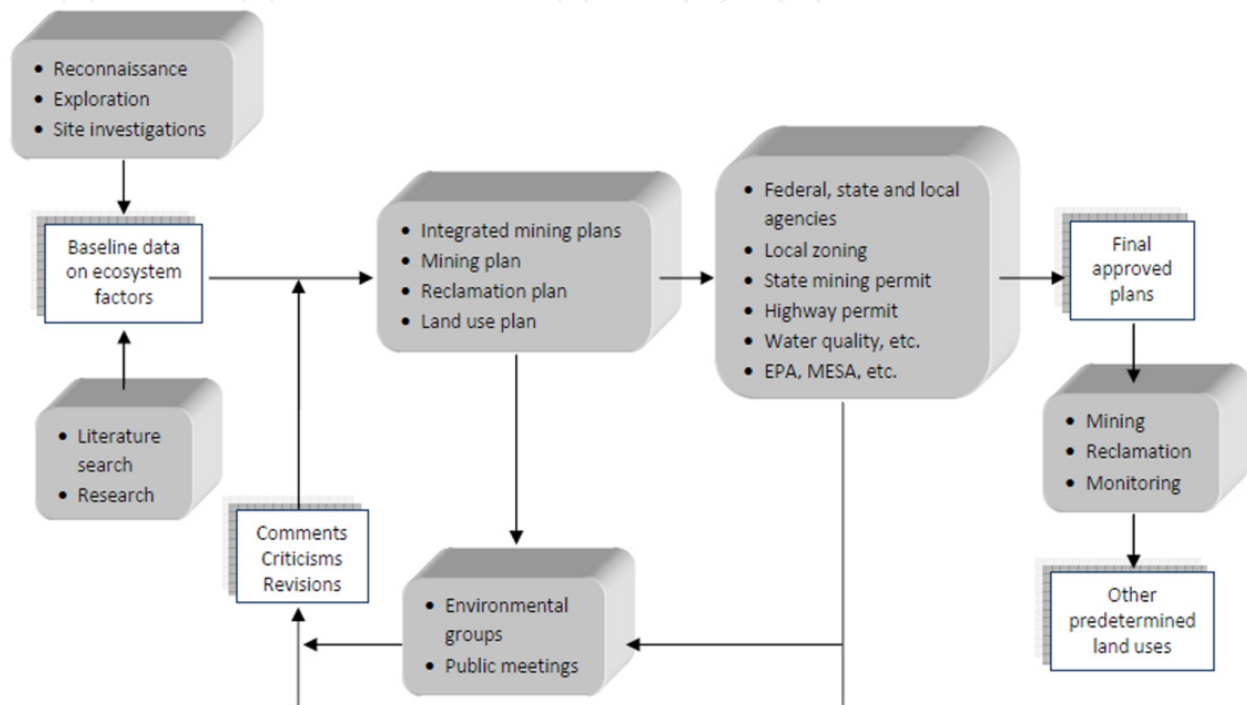 Reconnaissance
Exploration
Site investigations
Baseline data
on ecosystem
factors
Literature
search
Research
Comments
Criticisms
Revisions
Integrated mining plans
Mining plan
Reclamation plan
Land use plan
Environmental
groups
Public meetings
Federal, state and local
agencies
Local zoning
State mining permit
Highway permit
Water quality, etc.
EPA, MESA, etc.
Final
approved
plans
Mining
Reclamation
Monitoring
Other
predetermined
land uses